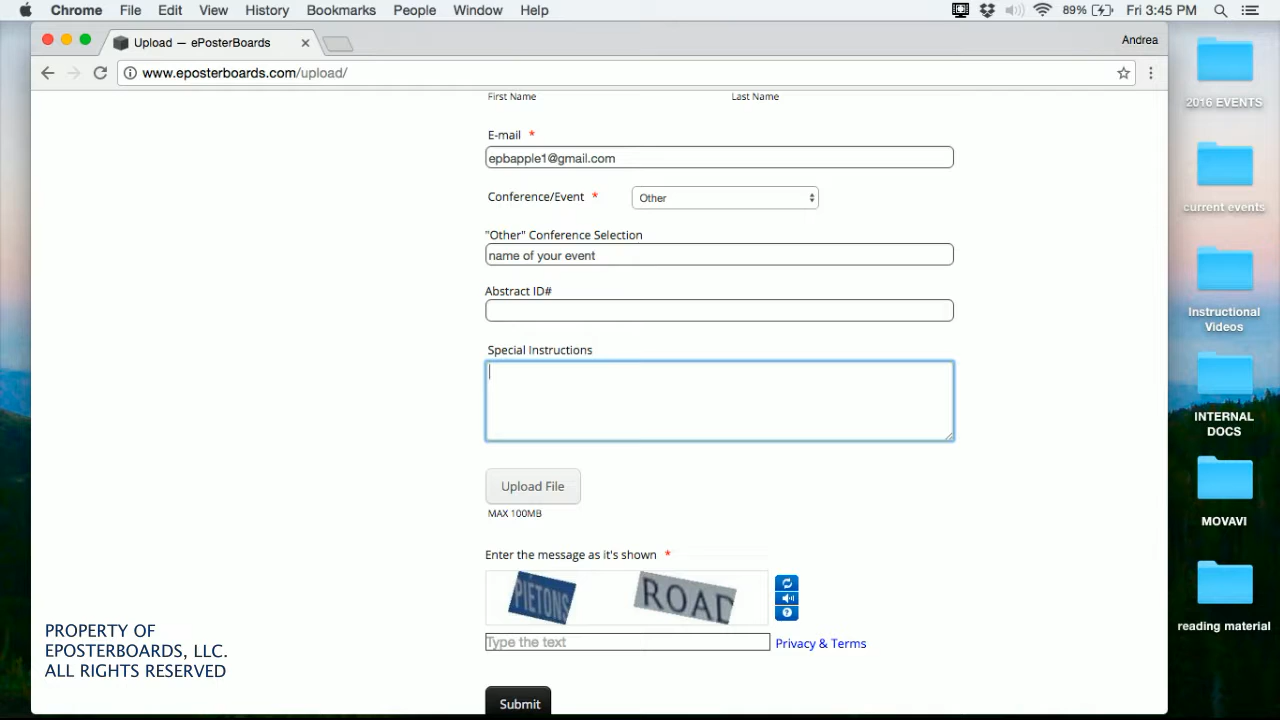 Chrome File Edit View History Bookmarks People Window Help 89% Fri 3:45 PM
Upload — ePosterBoards
Andrea
www.eposterboards.com/upload/
First Name Last Name
E-mail *
epbapple1@gmail.com
Conference/Event * Other
"Other" Conference Selection
name of your event
Abstract ID#
Special Instructions
Upload File
MAX 100MB
Enter the message as it's shown *
PIÉTONS ROAD
Type the text Privacy & Terms
Submit
PROPERTY OF
EPOSTERBOARDS, LLC.
ALL RIGHTS RESERVED
2016 EVENTS
current events
Instructional
Videos
INTERNAL
DOCS
MOVAVI
reading material